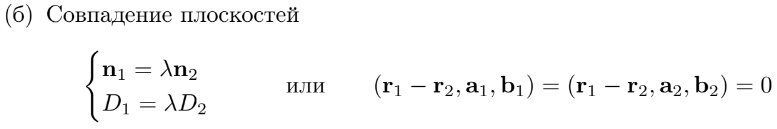 (б) Совпадение плоскостей
{ n₁ = λn₂
D₁ = λD₂ или (r₁ − r₂, a₁, b₁) = (r₁ − r₂, a₂, b₂) = 0